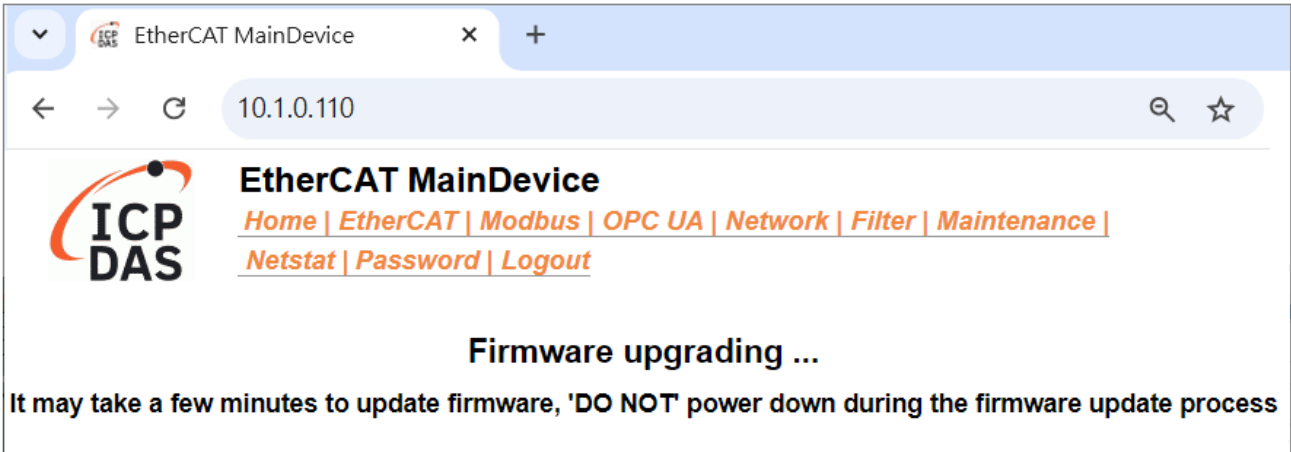 ICP DAS EtherCAT MainDevice
10.1.0.110
ICP
DAS
EtherCAT MainDevice
Home | EtherCAT | Modbus | OPC UA | Network | Filter | Maintenance |
Netstat | Password | Logout
Firmware upgrading ...
It may take a few minutes to update firmware, 'DO NOT' power down during the firmware update process